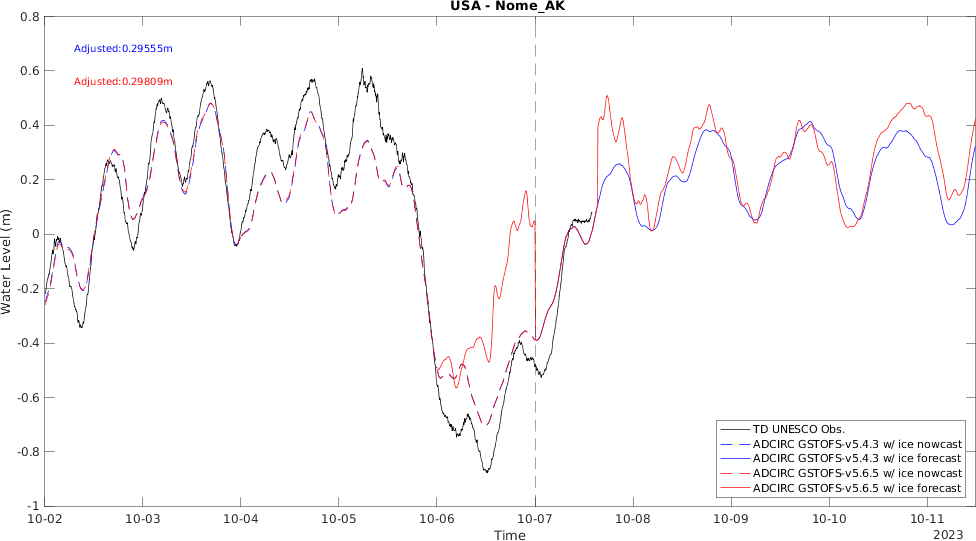 USA - Nome_AK
Adjusted:0.29555m
Adjusted:0.29809m
Water Level (m)
0.8
0.6
0.4
0.2
0
-0.2
-0.4
-0.6
-0.8
-1
TD UNESCO Obs.
ADCIRC GSTOFS-v5.4.3 w/ ice nowcast
ADCIRC GSTOFS-v5.4.3 w/ ice forecast
ADCIRC GSTOFS-v5.6.5 w/ ice nowcast
ADCIRC GSTOFS-v5.6.5 w/ ice forecast
10-02 10-03 10-04 10-05 10-06 10-07 10-08 10-09 10-10 10-11
Time
2023